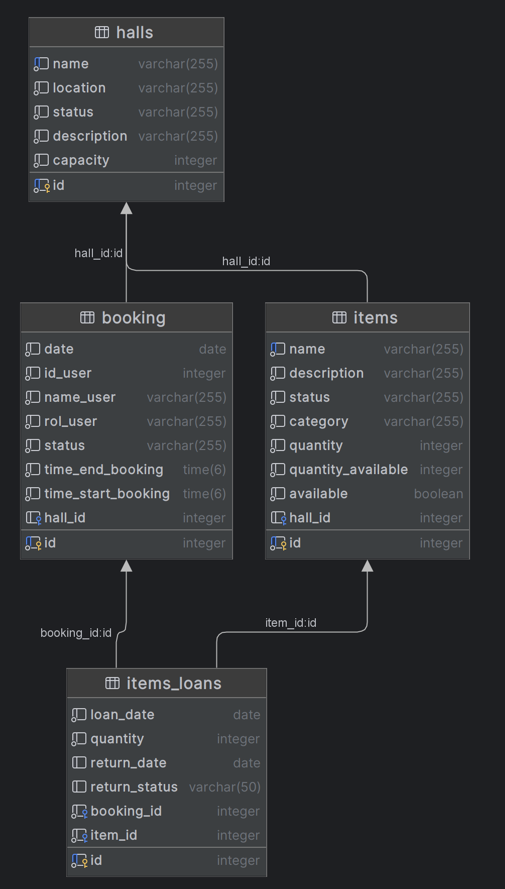 halls
name varchar(255)
location varchar(255)
status varchar(255)
description varchar(255)
capacity integer
id integer
hall_id:id
hall_id:id
booking
date date
id_user integer
name_user varchar(255)
rol_user varchar(255)
status varchar(255)
time_end_booking time(6)
time_start_booking time(6)
hall_id integer
id integer
items
name varchar(255)
description varchar(255)
status varchar(255)
category varchar(255)
quantity integer
quantity_available integer
available boolean
hall_id integer
id integer
booking_id:id
item_id:id
items_loans
loan_date date
quantity integer
return_date date
return_status varchar(50)
booking_id integer
item_id integer
id integer